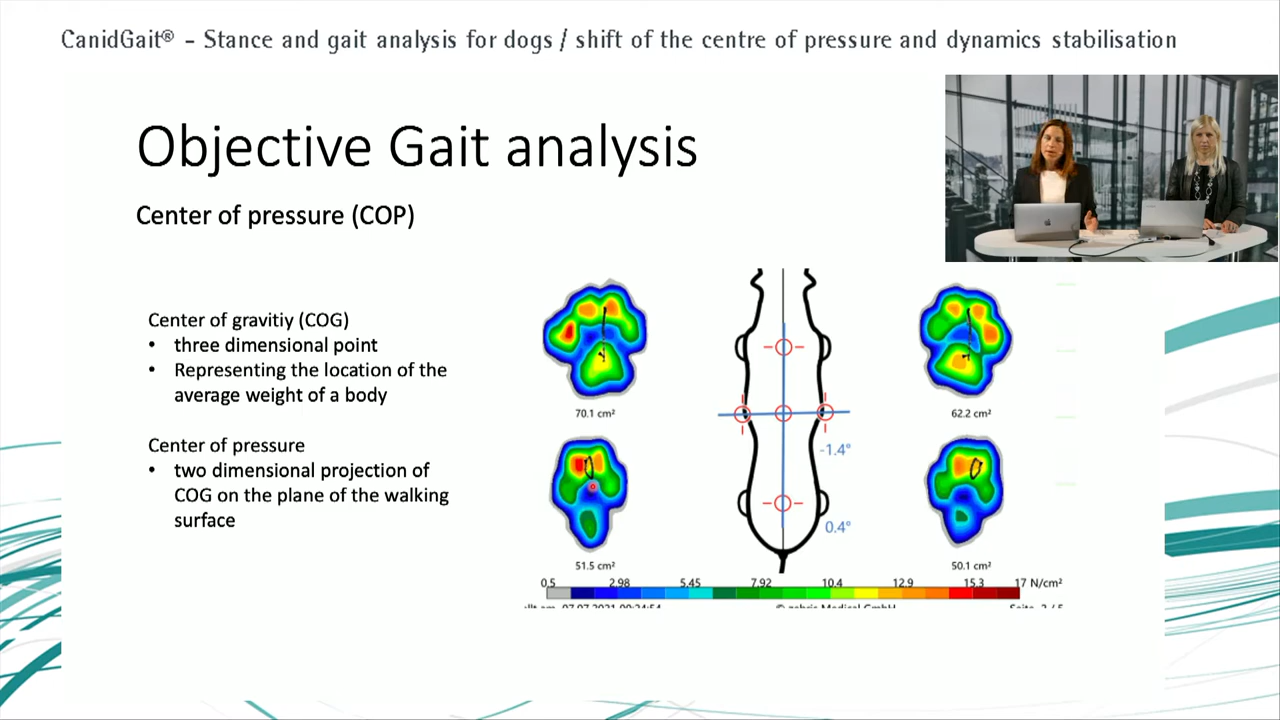 CanidGait® - Stance and gait analysis for dogs / shift of the centre of pressure and dynamics stabilisation
Objective Gait analysis
Center of pressure (COP)
Center of gravitiy (COG)
• three dimensional point
• Representing the location of the
average weight of a body
Center of pressure
• two dimensional projection of
COG on the plane of the walking
surface
70.1 cm²
62.2 cm²
-1.4°
0.4°
51.5 cm²
50.1 cm²
0.5 2.98 5.45 7.92 10.4 12.9 15.3 17 N/cm²
© zebris Medical GmbH